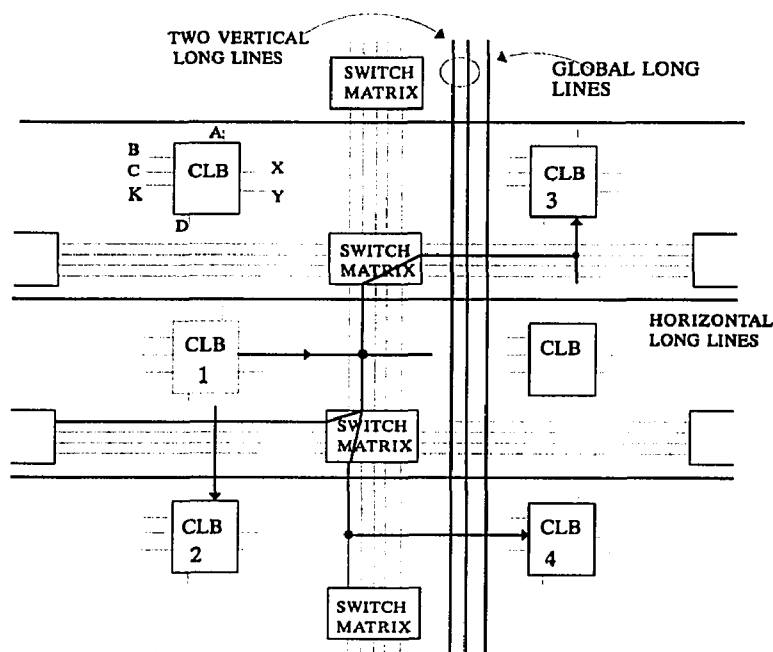 TWO VERTICAL
LONG LINES
SWITCH
MATRIX
GLOBAL LONG
LINES
A
B
C
K
CLB
X
Y
D
CLB
3
SWITCH
MATRIX
HORIZONTAL
LONG LINES
CLB
1
CLB
SWITCH
MATRIX
CLB
2
CLB
4
SWITCH
MATRIX